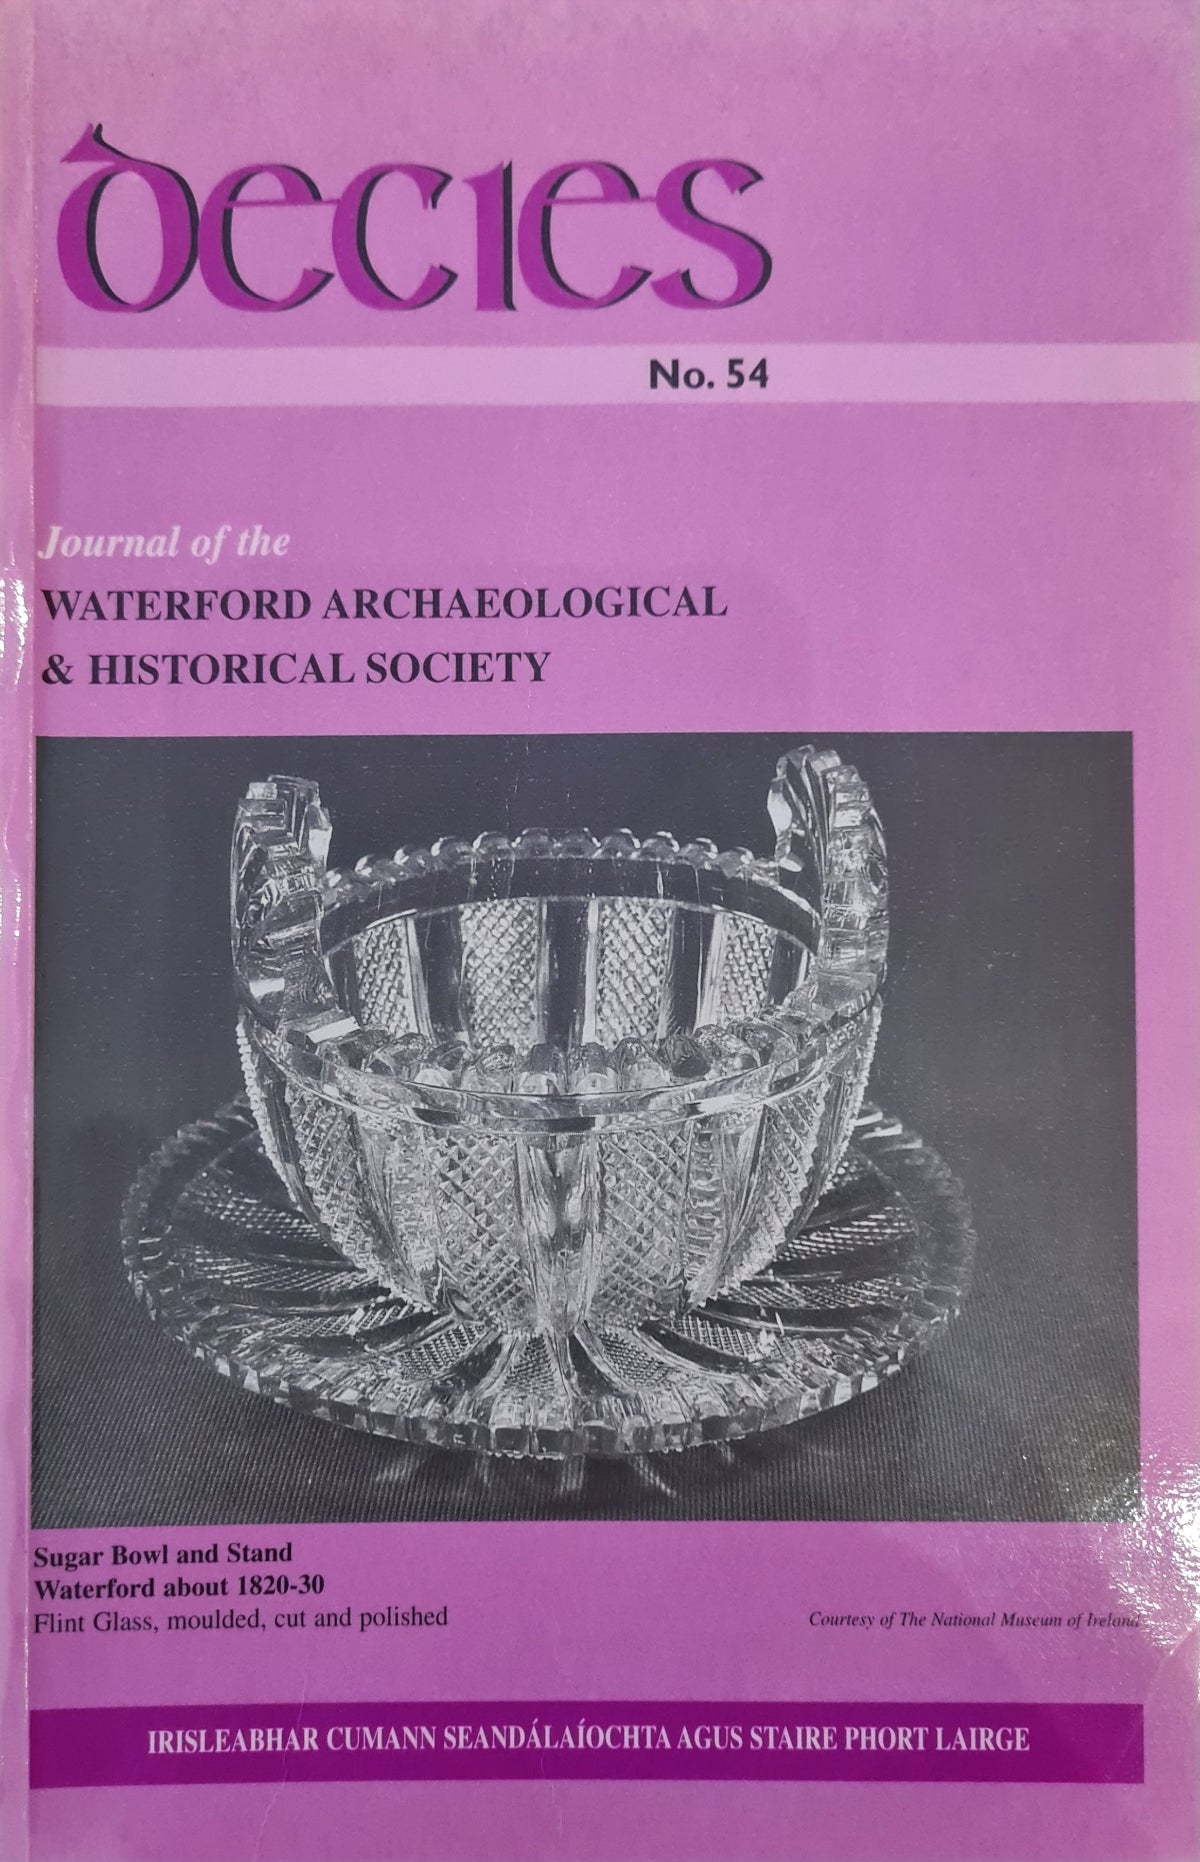 decies
No. 54
Journal of the
WATERFORD ARCHAEOLOGICAL
& HISTORICAL SOCIETY
Sugar Bowl and Stand
Waterford about 1820-30
Flint Glass, moulded, cut and polished
Courtesy of The National Museum of Ireland
IRISLEABHAR CUMANN SEANDÁLAÍOCHTA AGUS STAIRE PHORT LAIRGE